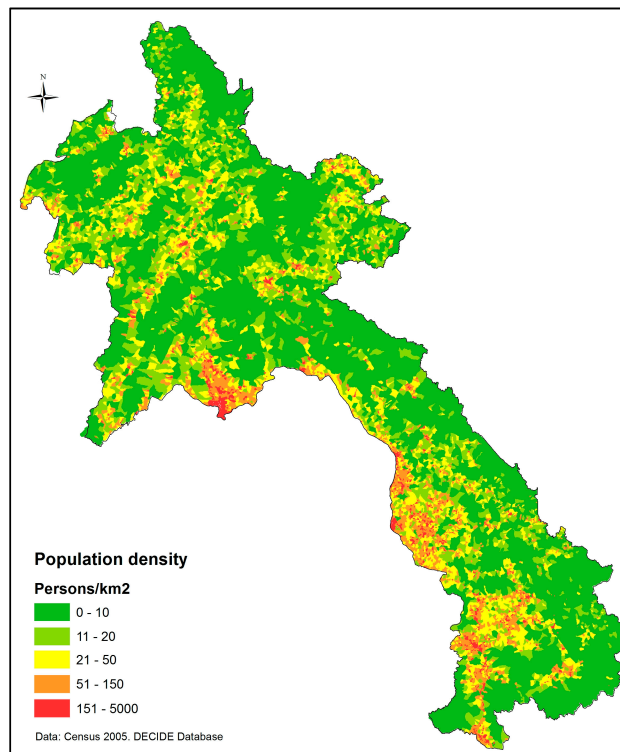 N
Population density
Persons/km2
0 - 10
11 - 20
21 - 50
51 - 150
151 - 5000
Data: Census 2005. DECIDE Database